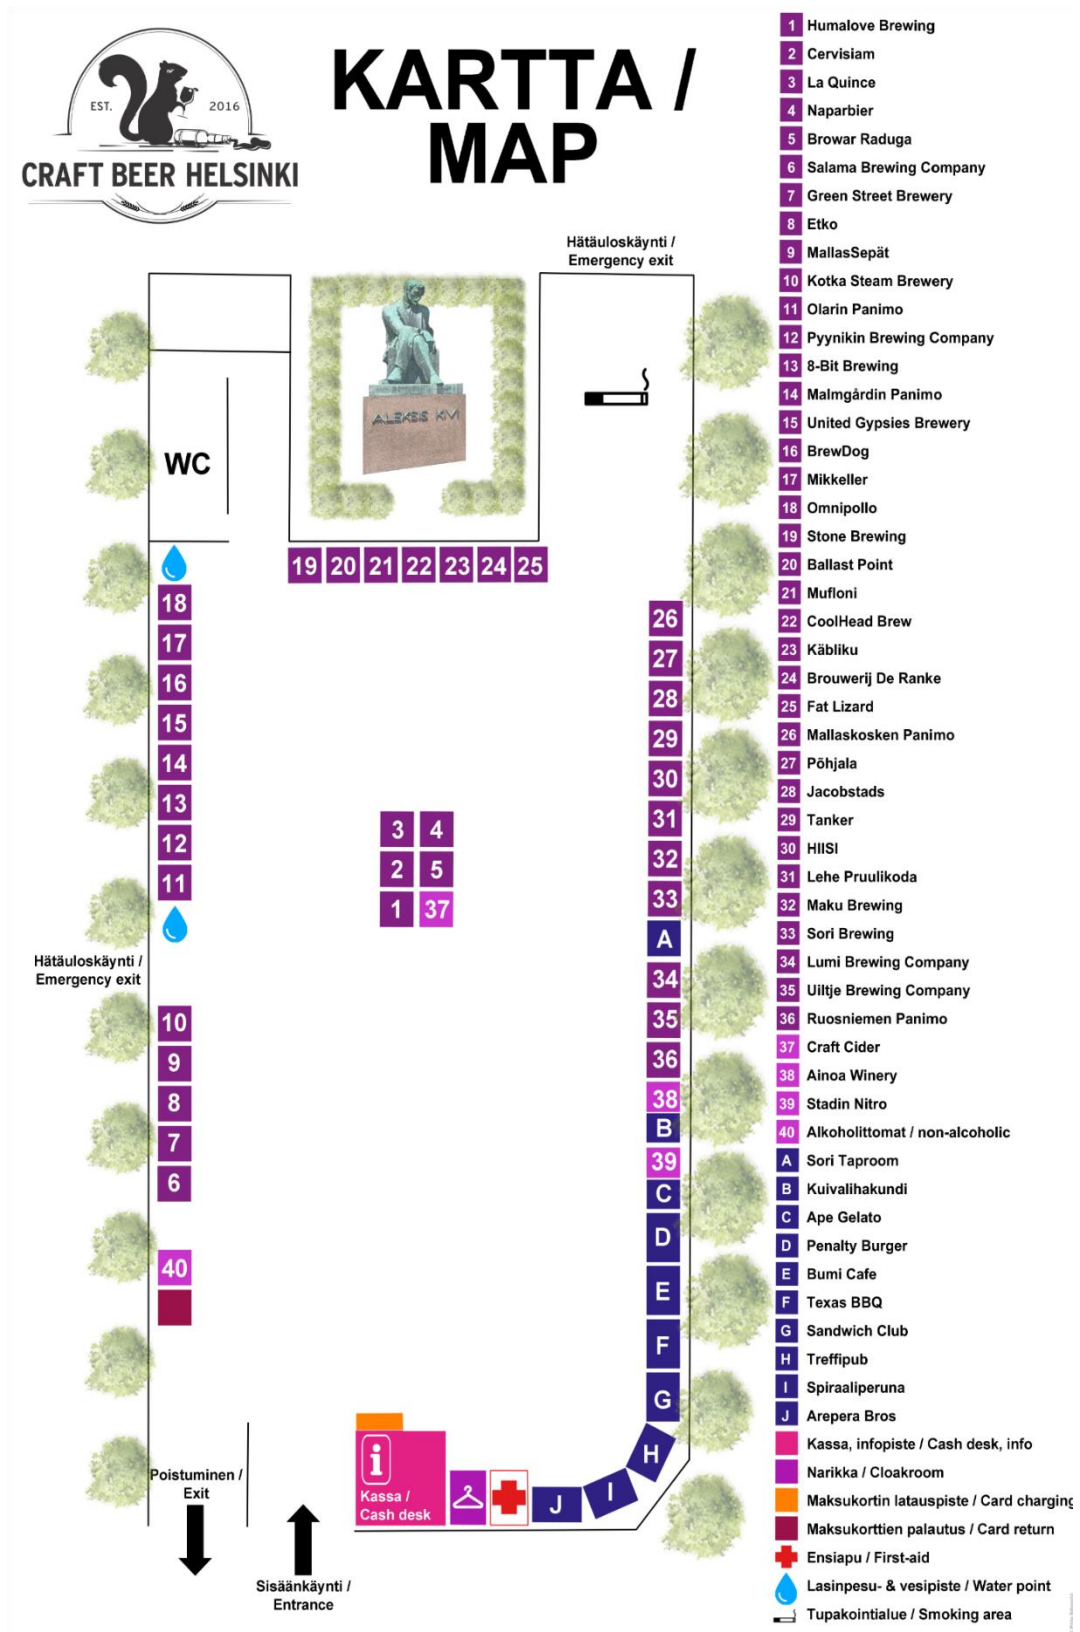 EST. 2016
CRAFT BEER HELSINKI
KARTTA /
MAP
Hätäuloskäynti /
Emergency exit
ALEKSIS KIVI
WC
19 20 21 22 23 24 25
18
17
16
15
14
13
12
11
26
27
28
29
30
31
32
33
A
34
35
36
38
B
39
C
D
E
F
G
H
I
J
3 4
2 5
1 37
Hätäuloskäynti /
Emergency exit
10
9
8
7
6
40
Poistuminen /
Exit
Sisäänkäynti /
Entrance
i
Kassa /
Cash desk
1 Humalove Brewing
2 Cervisiam
3 La Quince
4 Naparbier
5 Browar Raduga
6 Salama Brewing Company
7 Green Street Brewery
8 Etko
9 MallasSepät
10 Kotka Steam Brewery
11 Olarin Panimo
12 Pyynikin Brewing Company
13 8-Bit Brewing
14 Malmgårdin Panimo
15 United Gypsies Brewery
16 BrewDog
17 Mikkeller
18 Omnipollo
19 Stone Brewing
20 Ballast Point
21 Mufloni
22 CoolHead Brew
23 Käbliku
24 Brouwerij De Ranke
25 Fat Lizard
26 Mallaskosken Panimo
27 Põhjala
28 Jacobstads
29 Tanker
30 HIISI
31 Lehe Pruulikoda
32 Maku Brewing
33 Sori Brewing
34 Lumi Brewing Company
35 Uiltje Brewing Company
36 Ruosniemen Panimo
37 Craft Cider
38 Ainoa Winery
39 Stadin Nitro
40 Alkoholittomat / non-alcoholic
A Sori Taproom
B Kuivalihakundi
C Ape Gelato
D Penalty Burger
E Bumi Cafe
F Texas BBQ
G Sandwich Club
H Treffipub
I Spiraaliperuna
J Arepera Bros
Kassa, infopiste / Cash desk, info
Narikka / Cloakroom
Maksukortin latauspiste / Card charging
Maksukorttien palautus / Card return
Ensiapu / First-aid
Lasinpesu- & vesipiste / Water point
Tupakointialue / Smoking area